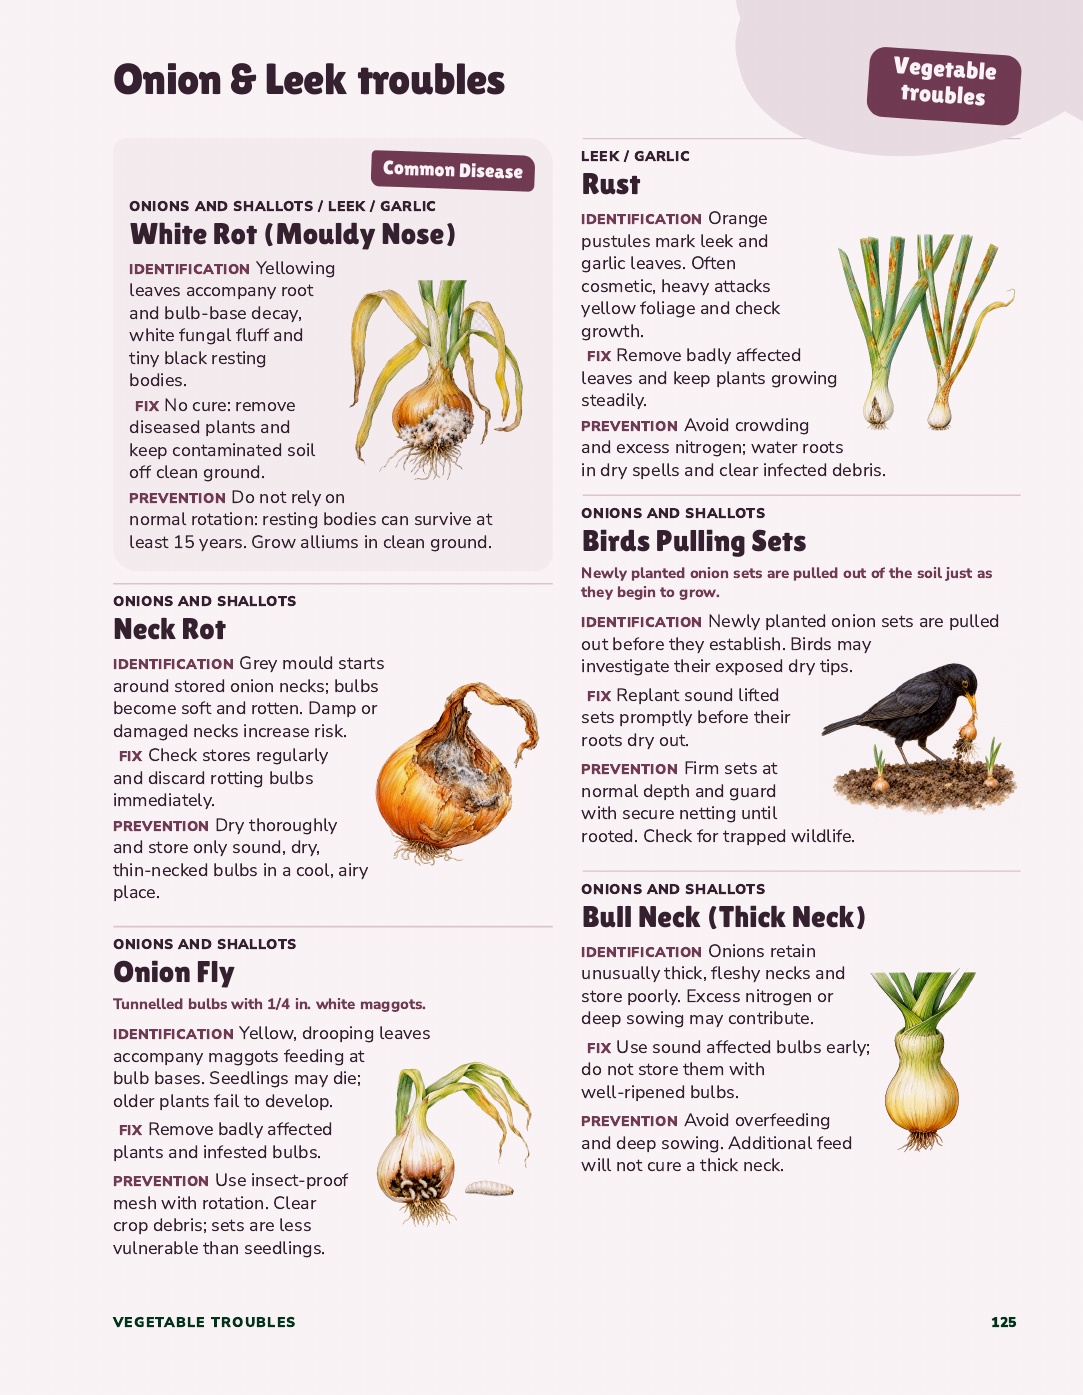 Onion & Leek troubles
Vegetable
troubles
Common Disease
ONIONS AND SHALLOTS / LEEK / GARLIC
White Rot (Mouldy Nose)
IDENTIFICATION Yellowing
leaves accompany root
and bulb-base decay,
white fungal fluff and
tiny black resting
bodies.
FIX No cure: remove
diseased plants and
keep contaminated soil
off clean ground.
PREVENTION Do not rely on
normal rotation: resting bodies can survive at
least 15 years. Grow alliums in clean ground.
ONIONS AND SHALLOTS
Neck Rot
IDENTIFICATION Grey mould starts
around stored onion necks; bulbs
become soft and rotten. Damp or
damaged necks increase risk.
FIX Check stores regularly
and discard rotting bulbs
immediately.
PREVENTION Dry thoroughly
and store only sound, dry,
thin-necked bulbs in a cool, airy
place.
ONIONS AND SHALLOTS
Onion Fly
Tunnelled bulbs with 1/4 in. white maggots.
IDENTIFICATION Yellow, drooping leaves
accompany maggots feeding at
bulb bases. Seedlings may die;
older plants fail to develop.
FIX Remove badly affected
plants and infested bulbs.
PREVENTION Use insect-proof
mesh with rotation. Clear
crop debris; sets are less
vulnerable than seedlings.
LEEK / GARLIC
Rust
IDENTIFICATION Orange
pustules mark leek and
garlic leaves. Often
cosmetic, heavy attacks
yellow foliage and check
growth.
FIX Remove badly affected
leaves and keep plants growing
steadily.
PREVENTION Avoid crowding
and excess nitrogen; water roots
in dry spells and clear infected debris.
ONIONS AND SHALLOTS
Birds Pulling Sets
Newly planted onion sets are pulled out of the soil just as
they begin to grow.
IDENTIFICATION Newly planted onion sets are pulled
out before they establish. Birds may
investigate their exposed dry tips.
FIX Replant sound lifted
sets promptly before their
roots dry out.
PREVENTION Firm sets at
normal depth and guard
with secure netting until
rooted. Check for trapped wildlife.
ONIONS AND SHALLOTS
Bull Neck (Thick Neck)
IDENTIFICATION Onions retain
unusually thick, fleshy necks and
store poorly. Excess nitrogen or
deep sowing may contribute.
FIX Use sound affected bulbs early;
do not store them with
well-ripened bulbs.
PREVENTION Avoid overfeeding
and deep sowing. Additional feed
will not cure a thick neck.
VEGETABLE TROUBLES
125